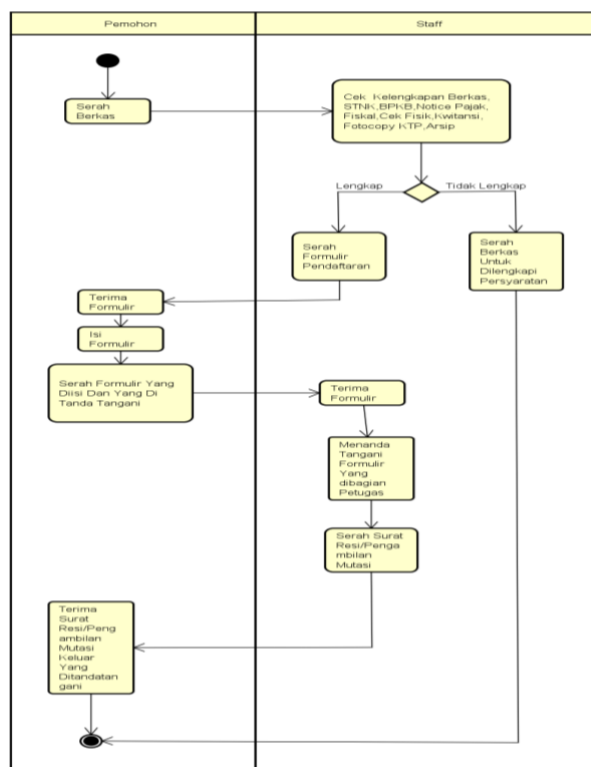 Pemohon
Staff
Serah
Berkas
Cek Kelengkapan Berkas,
STNK,BPKB,Notice Pajak,
Fiskal,Cek Fisik,Kwitansi,
Fotocopy KTP,Arsip
Lengkap
Tidak Lengkap
Serah
Formulir
Pendaftaran
Serah
Berkas
Untuk
Dilengkapi
Persyaratan
Terima
Formulir
Isi
Formulir
Serah Formulir Yang
Diisi Dan Yang Di
Tanda Tangani
Terima
Formulir
Menanda
Tangani
Formulir
Yang
dibagian
Petugas
Serah Surat
Resi/Penga
mbilan
Mutasi
Terima
Surat
Resi/Peng
ambilan
Mutasi
Keluar
Yang
Ditandatan
gani